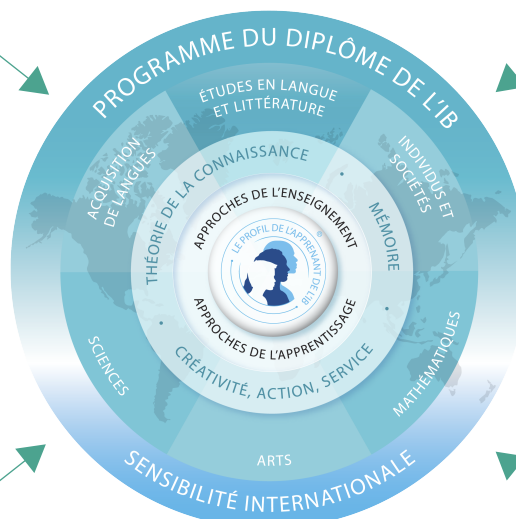 PROGRAMME DU DIPLÔME DE L'IB
ÉTUDES EN LANGUE
ET LITTÉRATURE
ACQUISITION
DE LANGUES
INDIVIDUS ET
SOCIÉTÉS
THÉORIE DE LA CONNAISSANCE
MÉMOIRE
APPROCHES DE L'ENSEIGNEMENT
LE PROFIL DE L'APPRENANT DE L'IB
®
APPROCHES DE L'APPRENTISSAGE
CRÉATIVITÉ, ACTION, SERVICE
SCIENCES
MATHÉMATIQUES
ARTS
SENSIBILITÉ INTERNATIONALE